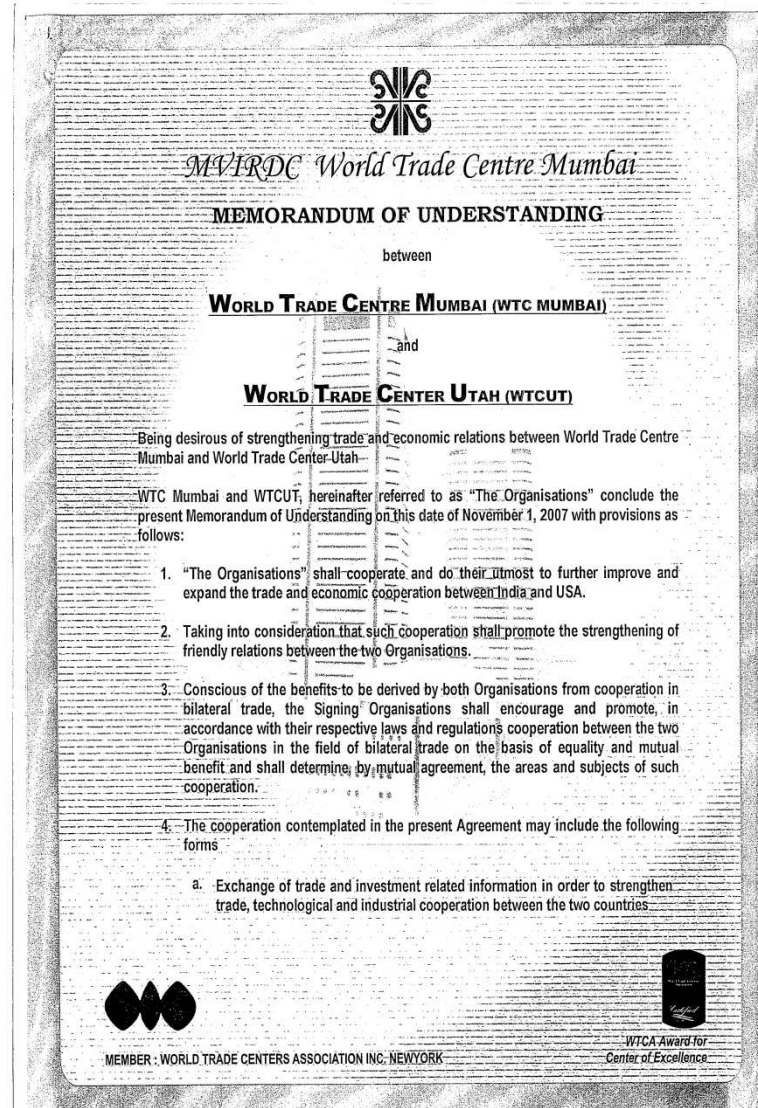 MVIRDC World Trade Centre Mumbai
MEMORANDUM OF UNDERSTANDING
between
WORLD TRADE CENTRE MUMBAI (WTC MUMBAI)
and
WORLD TRADE CENTER UTAH (WTCUT)
Being desirous of strengthening trade and economic relations between World Trade Centre
Mumbai and World Trade Center Utah
WTC Mumbai and WTCUT, hereinafter referred to as “The Organisations” conclude the
present Memorandum of Understanding on this date of November 1, 2007 with provisions as
follows:
1. “The Organisations” shall cooperate and do their utmost to further improve and
expand the trade and economic cooperation between India and USA.
2. Taking into consideration that such cooperation shall promote the strengthening of
friendly relations between the two Organisations.
3. Conscious of the benefits to be derived by both Organisations from cooperation in
bilateral trade, the Signing Organisations shall encourage and promote, in
accordance with their respective laws and regulations cooperation between the two
Organisations in the field of bilateral trade on the basis of equality and mutual
benefit and shall determine, by mutual agreement, the areas and subjects of such
cooperation.
4. The cooperation contemplated in the present Agreement may include the following
forms
a. Exchange of trade and investment related information in order to strengthen
trade, technological and industrial cooperation between the two countries
Certified
WTCA Award for
Center of Excellence
MEMBER : WORLD TRADE CENTERS ASSOCIATION INC. NEWYORK